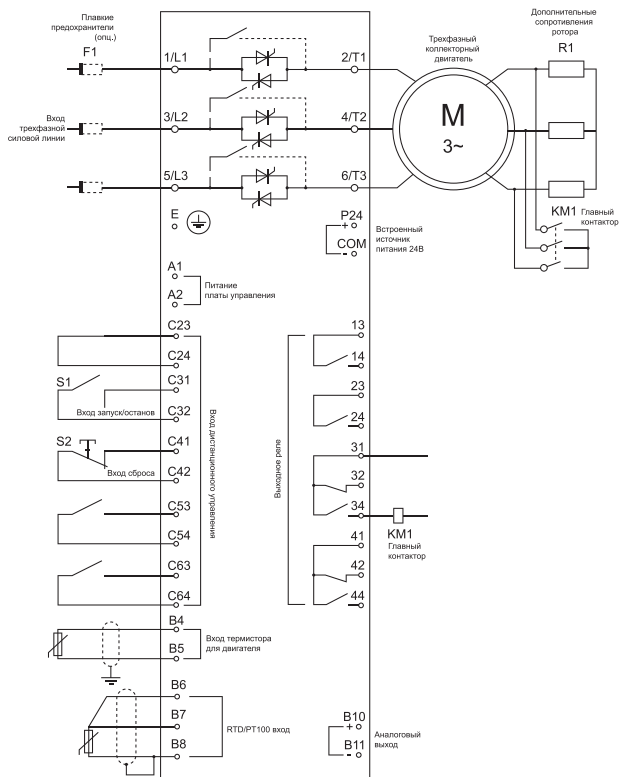 Плавкие
предохранители
(опц.)
F1
1/L1
2/T1
Трехфазный
коллекторный
двигатель
Дополнительные
сопротивления
ротора
R1
Вход
трехфазной
силовой линии
3/L2
4/T2
M
3~
5/L3
6/T3
E
P24
+
COM
-
Встроенный
источник
питания 24В
KM1 Главный
контактор
A1
A2
Питание
платы управления
C23
C24
S1
C31
Вход запуск/останов
C32
S2
C41
Вход сброса
C42
C53
C54
C63
C64
Вход дистанционного управления
13
14
23
24
31
32
34
41
42
44
Выходное реле
KM1
Главный
контактор
B4
B5
Вход термистора
для двигателя
B6
B7
B8
RTD/PT100 вход
B10
+
B11
-
Аналоговый
выход